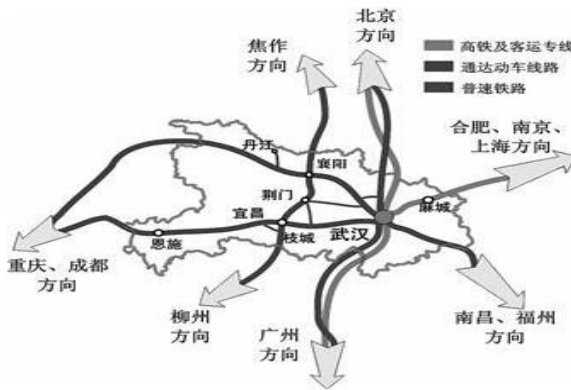 北京
方向
焦作
方向
高铁及客运专线
通达动车线路
普速铁路
合肥、南京、
上海方向
丹江
襄阳
荆门
麻城
宜昌
武汉
恩施
枝城
重庆、成都
方向
柳州
方向
广州
方向
南昌、福州
方向